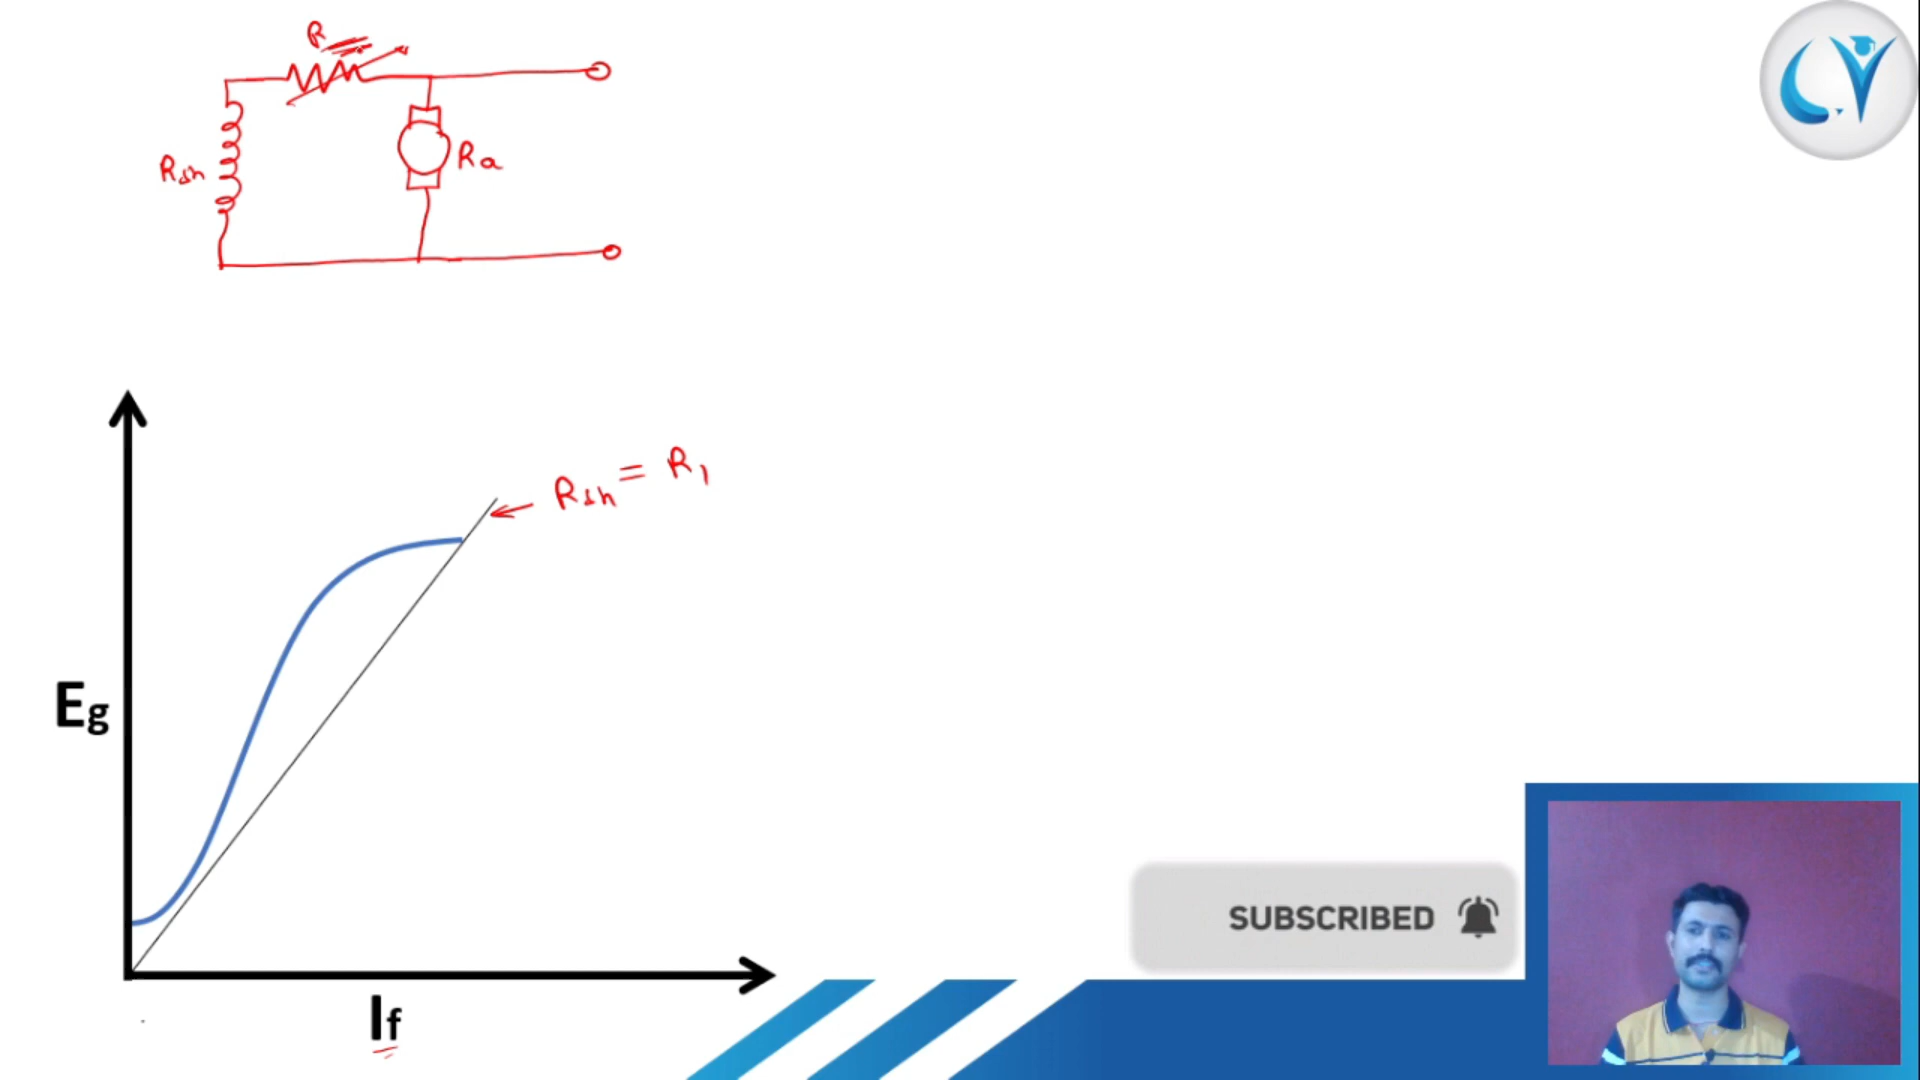 R
Rsh
Ra
Rsh = R1
Eg
If
SUBSCRIBED